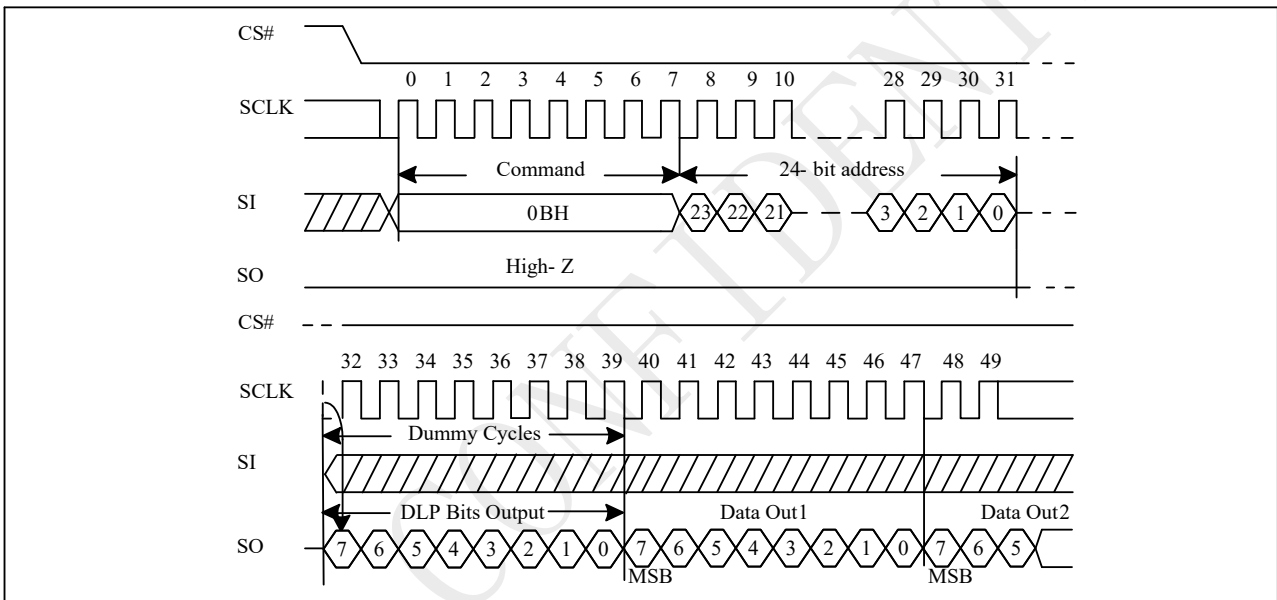 CS#
0 1 2 3 4 5 6 7 8 9 10 28 29 30 31
SCLK
Command 24- bit address
SI 0BH 23 22 21 3 2 1 0
High- Z
SO
CS#
32 33 34 35 36 37 38 39 40 41 42 43 44 45 46 47 48 49
SCLK
Dummy Cycles
SI
DLP Bits Output Data Out1 Data Out2
SO 7 6 5 4 3 2 1 0 7 6 5 4 3 2 1 0 7 6 5
MSB MSB
CONFIDENT